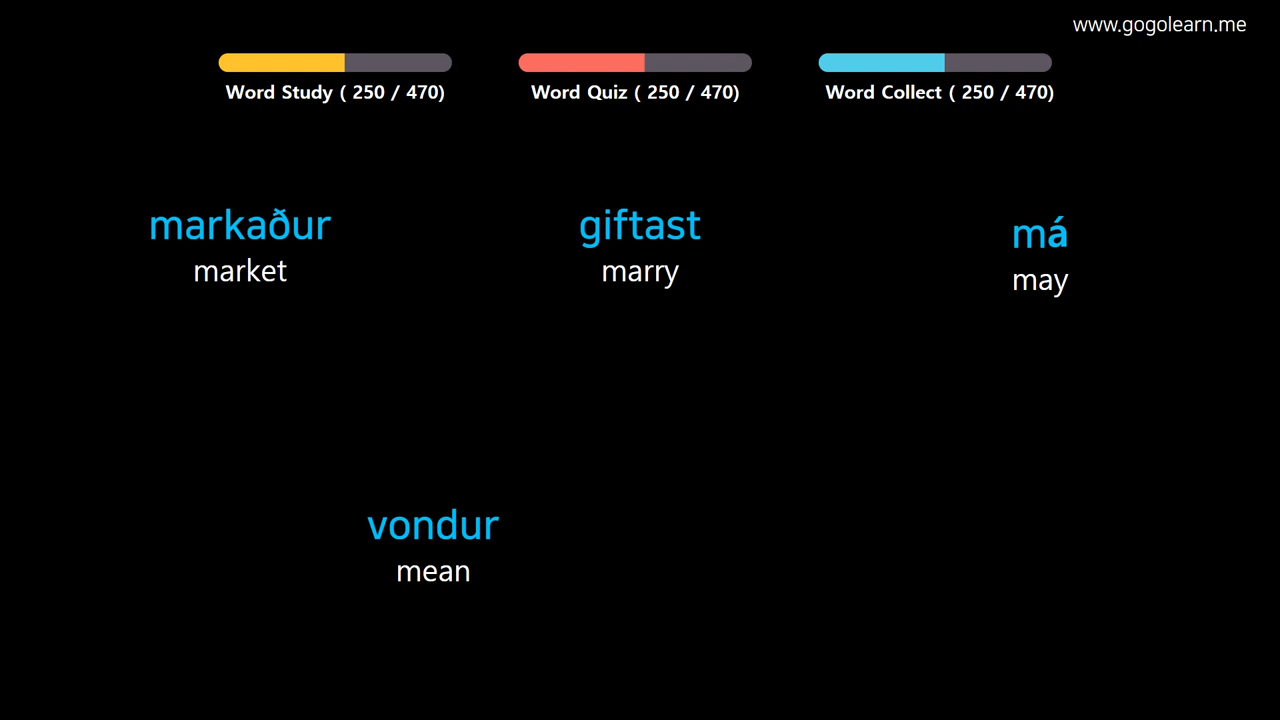 www.gogolearn.me
Word Study ( 250 / 470)
Word Quiz ( 250 / 470)
Word Collect ( 250 / 470)
markaður
market
giftast
marry
má
may
vondur
mean